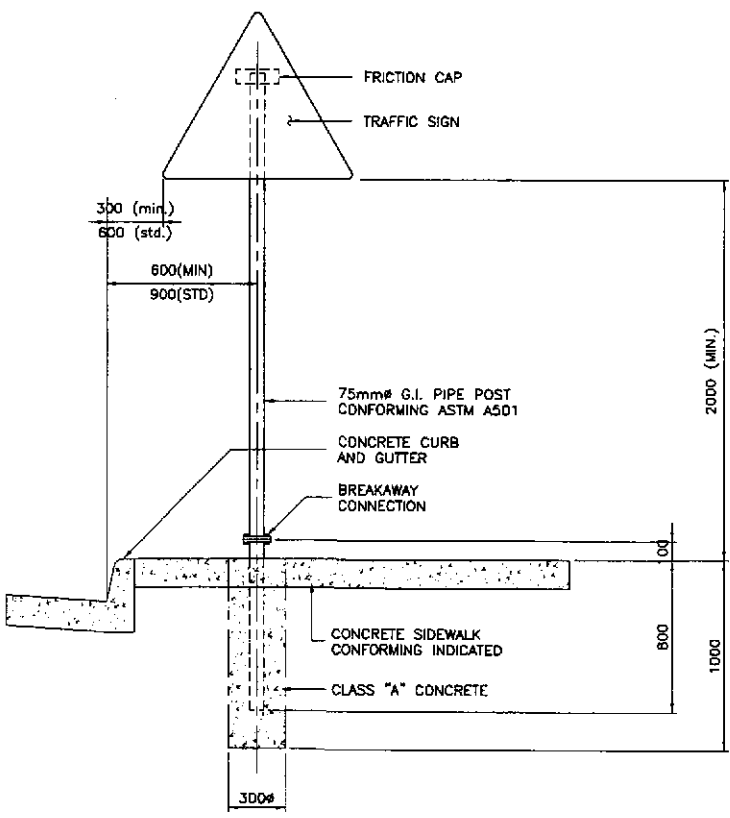 FRICTION CAP
TRAFFIC SIGN
300 (min.)
600 (std.)
600(MIN)
900(STD)
2000 (MIN.)
75mmø G.I. PIPE POST
CONFORMING ASTM A501
CONCRETE CURB
AND GUTTER
BREAKAWAY
CONNECTION
00
800
1000
CONCRETE SIDEWALK
CONFORMING INDICATED
CLASS "A" CONCRETE
300ø